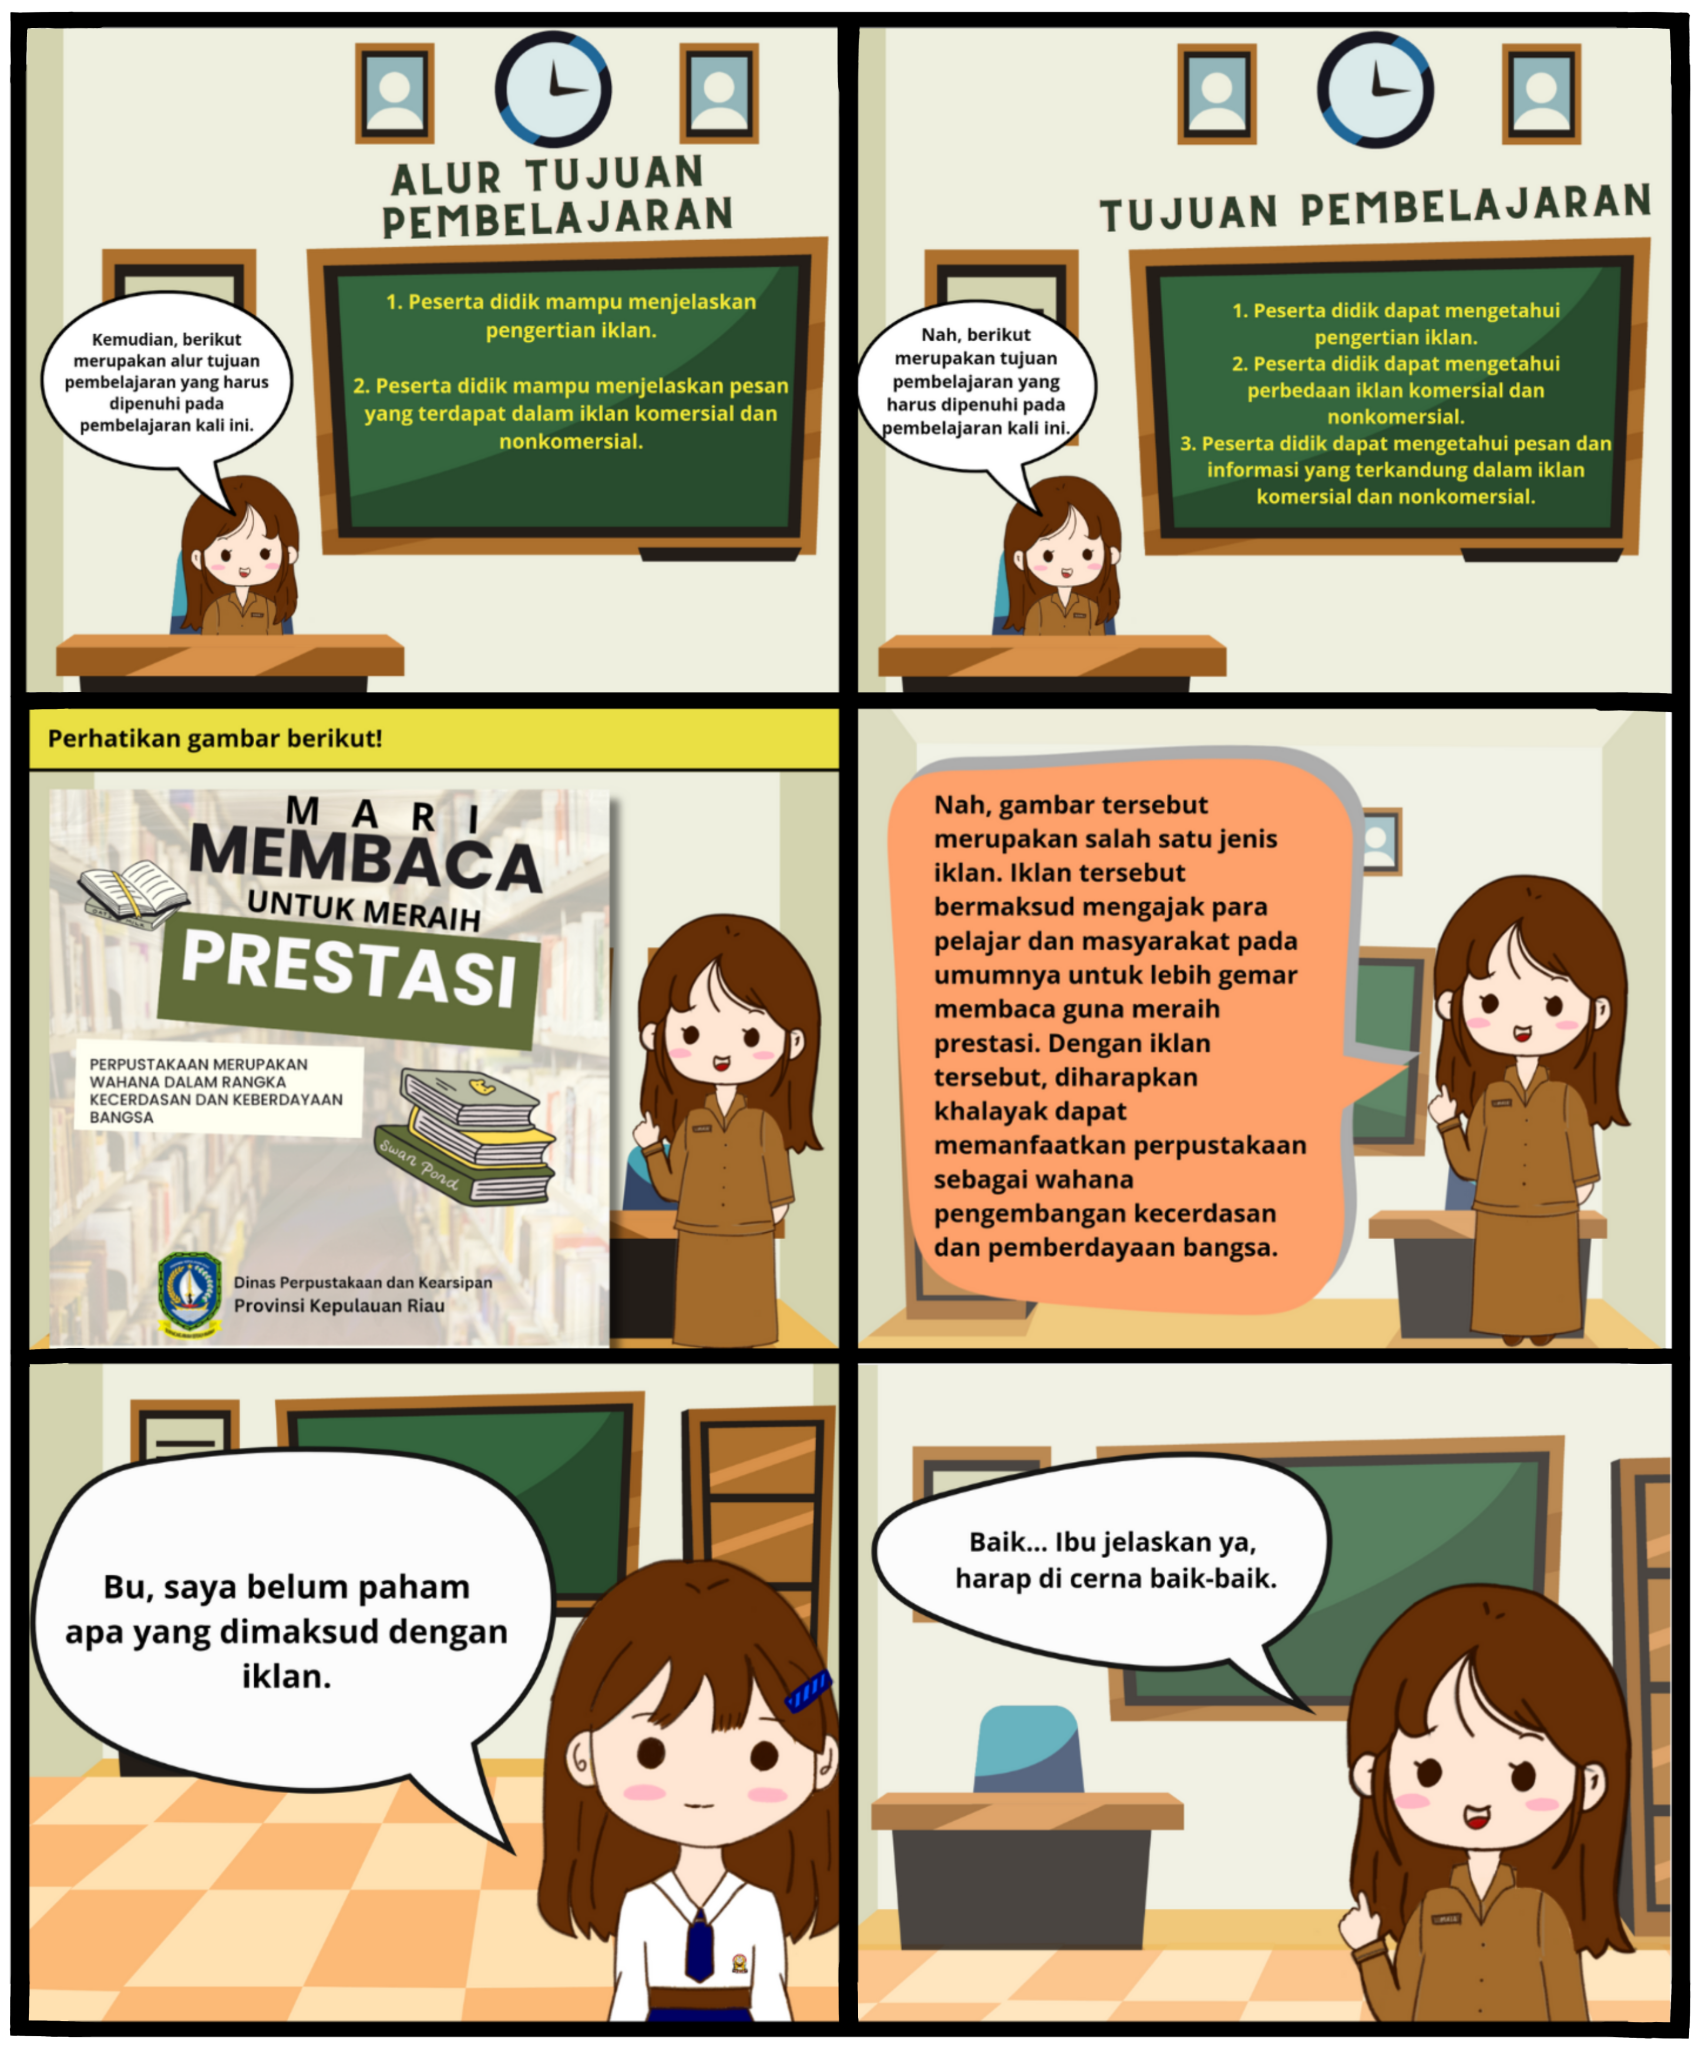 ALUR TUJUAN
PEMBELAJARAN
Kemudian, berikut
merupakan alur tujuan
pembelajaran yang harus
dipenuhi pada
pembelajaran kali ini.
1. Peserta didik mampu menjelaskan
pengertian iklan.
2. Peserta didik mampu menjelaskan pesan
yang terdapat dalam iklan komersial dan
nonkomersial.
TUJUAN PEMBELAJARAN
Nah, berikut
merupakan tujuan
pembelajaran yang
harus dipenuhi pada
pembelajaran kali ini.
1. Peserta didik dapat mengetahui
pengertian iklan.
2. Peserta didik dapat mengetahui
perbedaan iklan komersial dan
nonkomersial.
3. Peserta didik dapat mengetahui pesan dan
informasi yang terkandung dalam iklan
komersial dan nonkomersial.
Perhatikan gambar berikut!
MARI
MEMBACA
UNTUK MERAIH
PRESTASI
PERPUSTAKAAN MERUPAKAN
WAHANA DALAM RANGKA
KECERDASAN DAN KEBERDAYAAN
BANGSA
Swan Pond
Dinas Perpustakaan dan Kearsipan
Provinsi Kepulauan Riau
Nah, gambar tersebut
merupakan salah satu jenis
iklan. Iklan tersebut
bermaksud mengajak para
pelajar dan masyarakat pada
umumnya untuk lebih gemar
membaca guna meraih
prestasi. Dengan iklan
tersebut, diharapkan
khalayak dapat
memanfaatkan perpustakaan
sebagai wahana
pengembangan kecerdasan
dan pemberdayaan bangsa.
Bu, saya belum paham
apa yang dimaksud dengan
iklan.
Baik... Ibu jelaskan ya,
harap di cerna baik-baik.